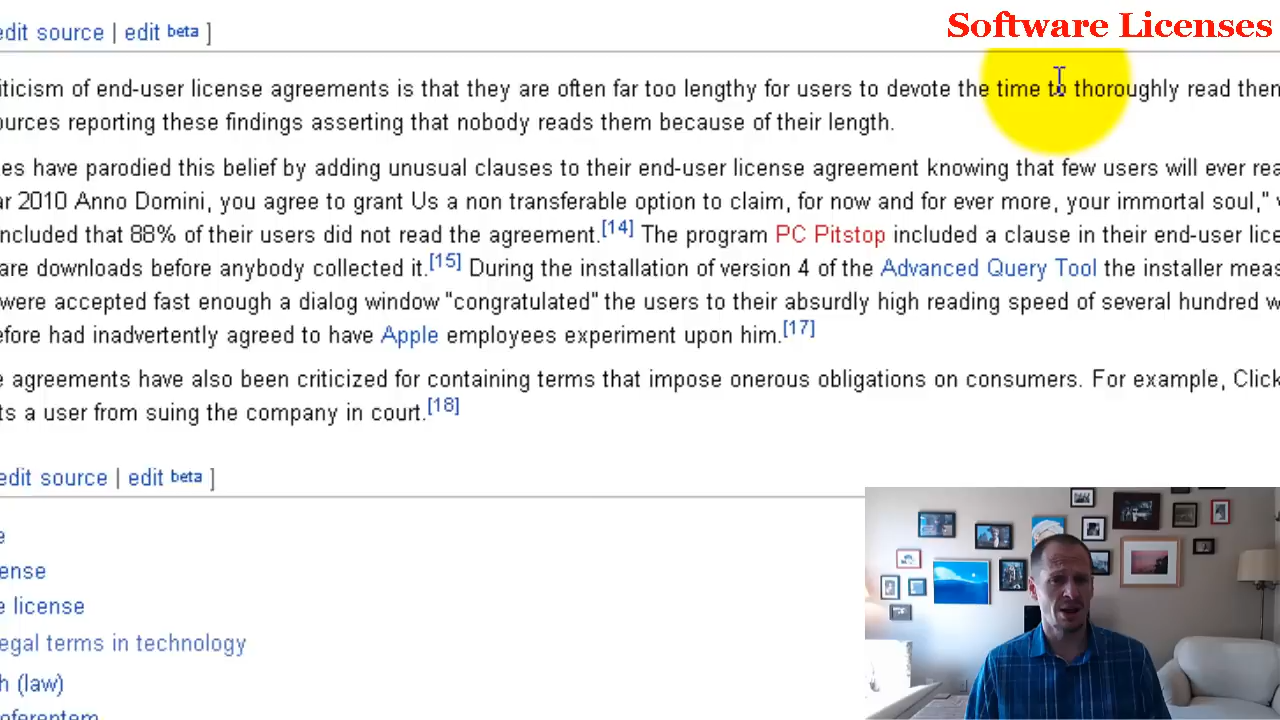 Software Licenses
edit source | edit beta ]
iticism of end-user license agreements is that they are often far too lengthy for users to devote the time to thoroughly read then
ources reporting these findings asserting that nobody reads them because of their length.
es have parodied this belief by adding unusual clauses to their end-user license agreement knowing that few users will ever rea
ar 2010 Anno Domini, you agree to grant Us a non transferable option to claim, for now and for ever more, your immortal soul,"
ncluded that 88% of their users did not read the agreement.[14] The program PC Pitstop included a clause in their end-user lice
are downloads before anybody collected it.[15] During the installation of version 4 of the Advanced Query Tool the installer meas
were accepted fast enough a dialog window "congratulated" the users to their absurdly high reading speed of several hundred w
efore had inadvertently agreed to have Apple employees experiment upon him.[17]
e agreements have also been criticized for containing terms that impose onerous obligations on consumers. For example, Click
ts a user from suing the company in court.[18]
edit source | edit beta ]
e
ense
e license
egal terms in technology
h (law)
oferentem